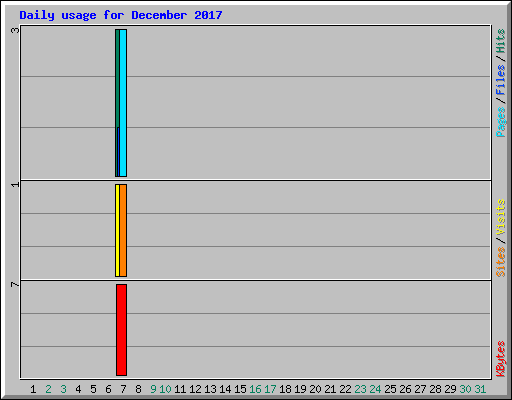 Daily usage for December 2017
3
Pages / Files / Hits
1
Sites / Visits
7
KBytes
1 2 3 4 5 6 7 8 9 10 11 12 13 14 15 16 17 18 19 20 21 22 23 24 25 26 27 28 29 30 31